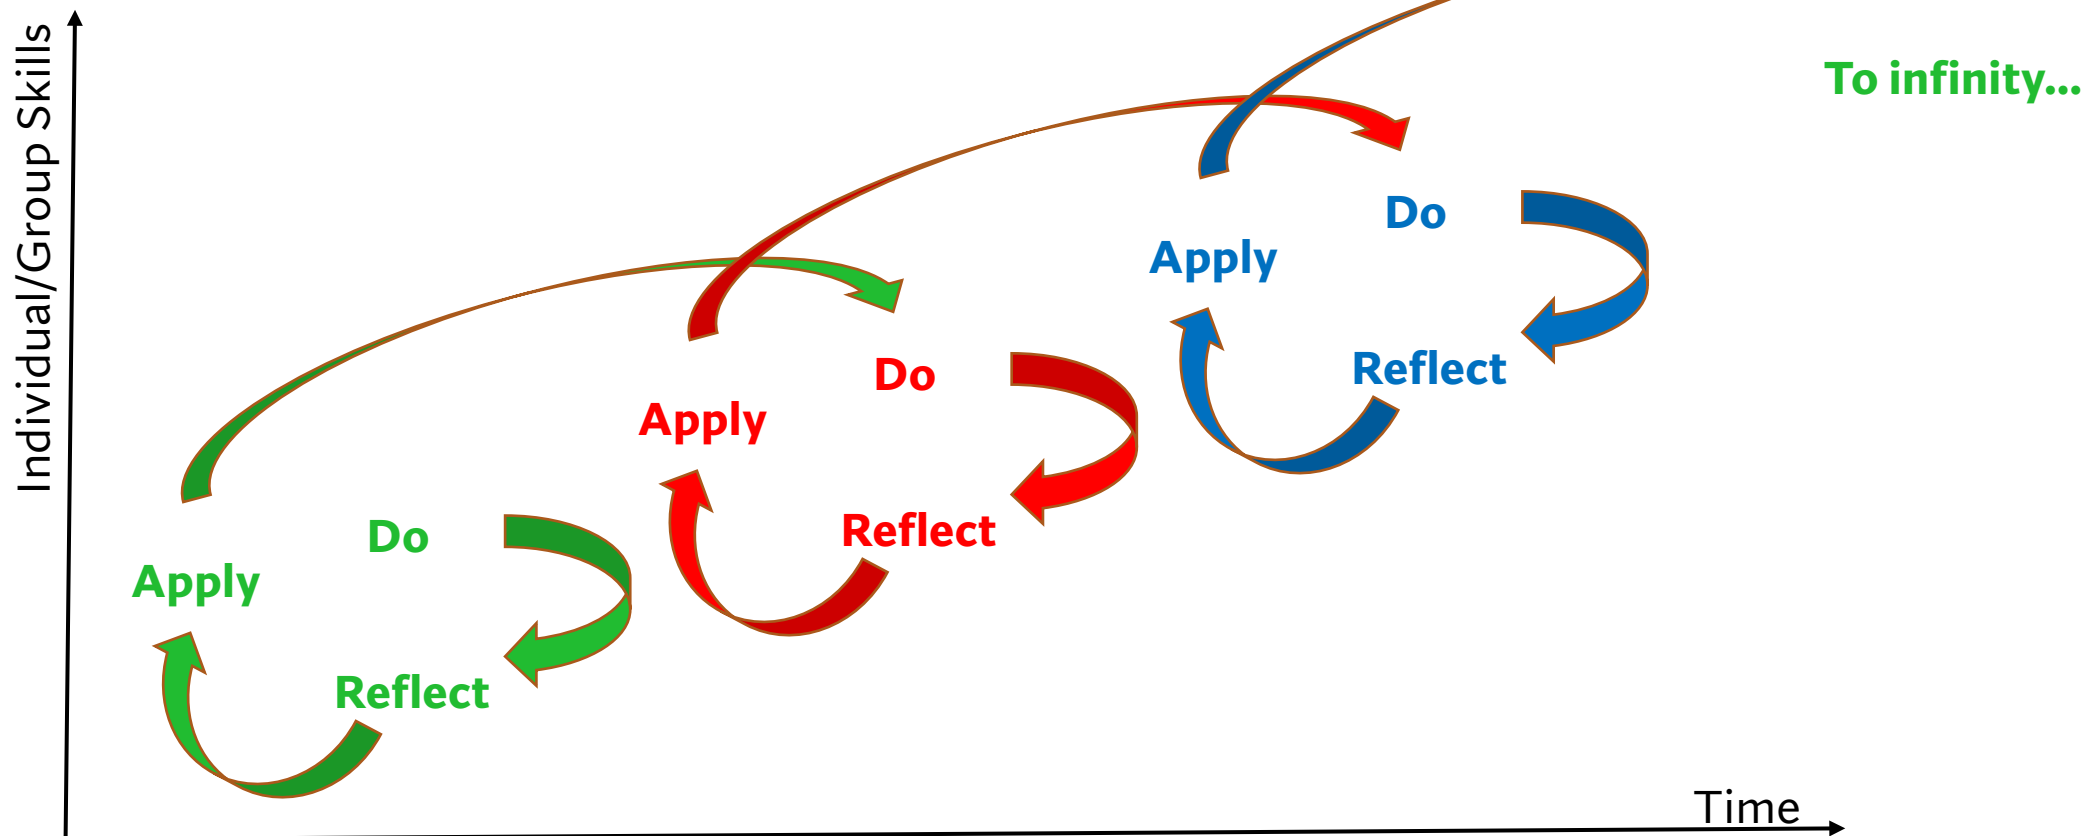 Individual/Group Skills
To infinity...
Do
Apply
Reflect
Do
Apply
Reflect
Do
Apply
Reflect
Time